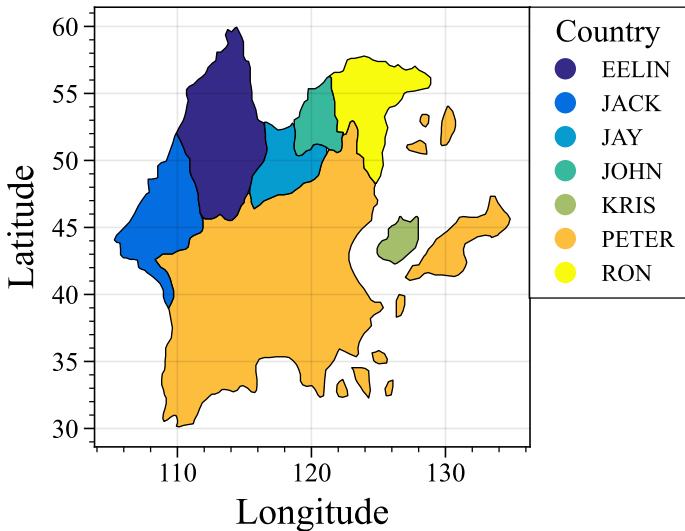 Country
EELIN
JACK
JAY
JOHN
KRIS
PETER
RON
Latitude
60
55
50
45
40
35
30
110
120
130
Longitude